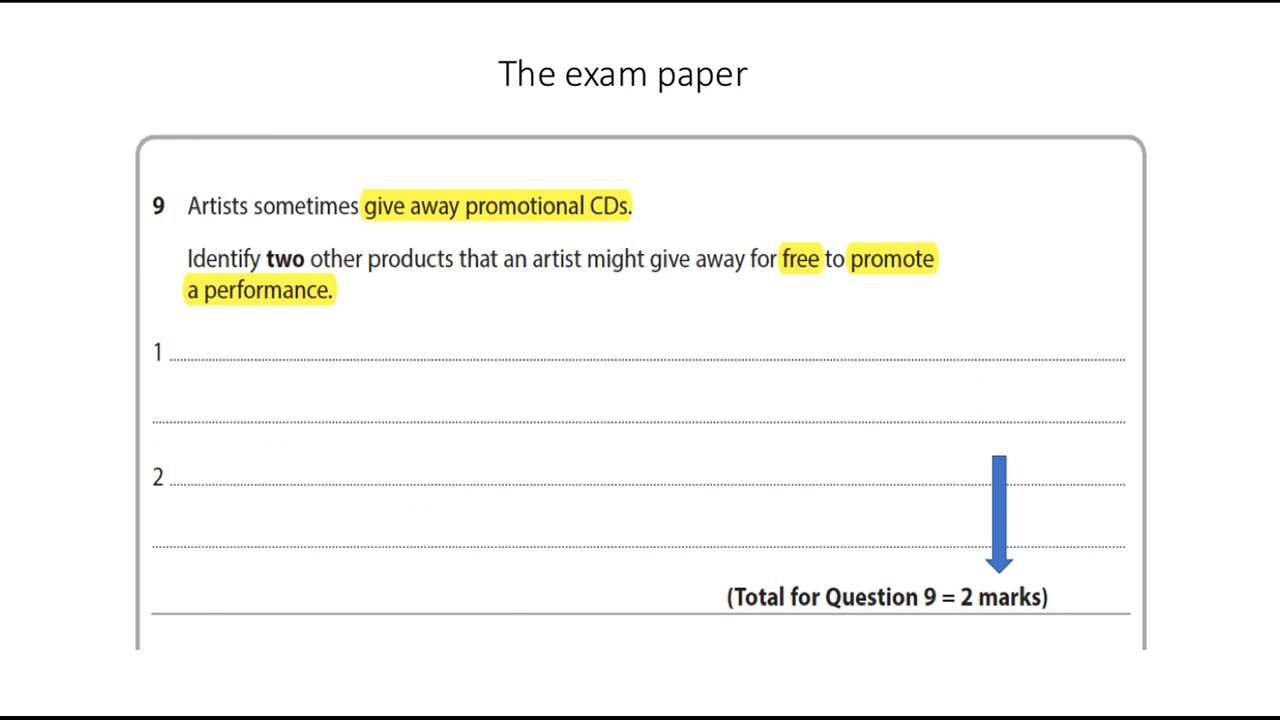 The exam paper
9 Artists sometimes give away promotional CDs.
Identify two other products that an artist might give away for free to promote
a performance.
1
2
(Total for Question 9 = 2 marks)